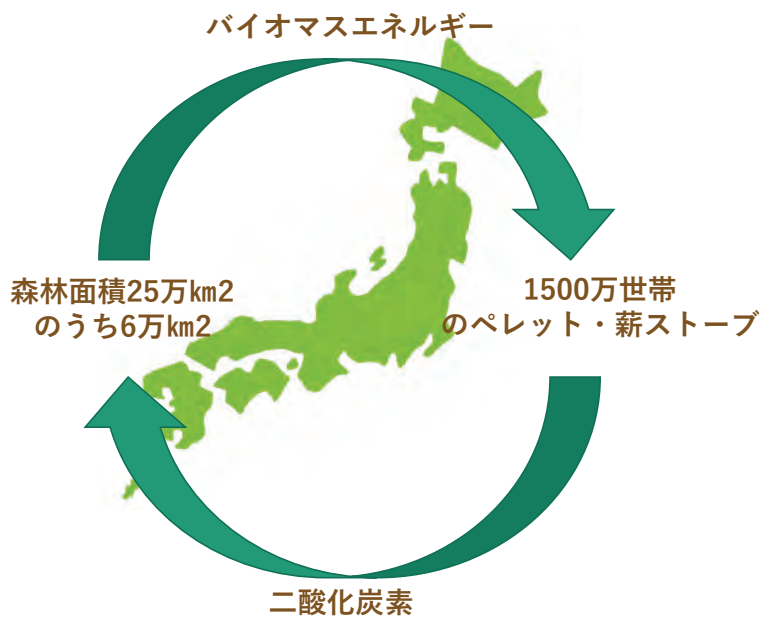 バイオマスエネルギー
森林面積25万㎞2
のうち6万㎞2
1500万世帯
のペレット・薪ストーブ
二酸化炭素